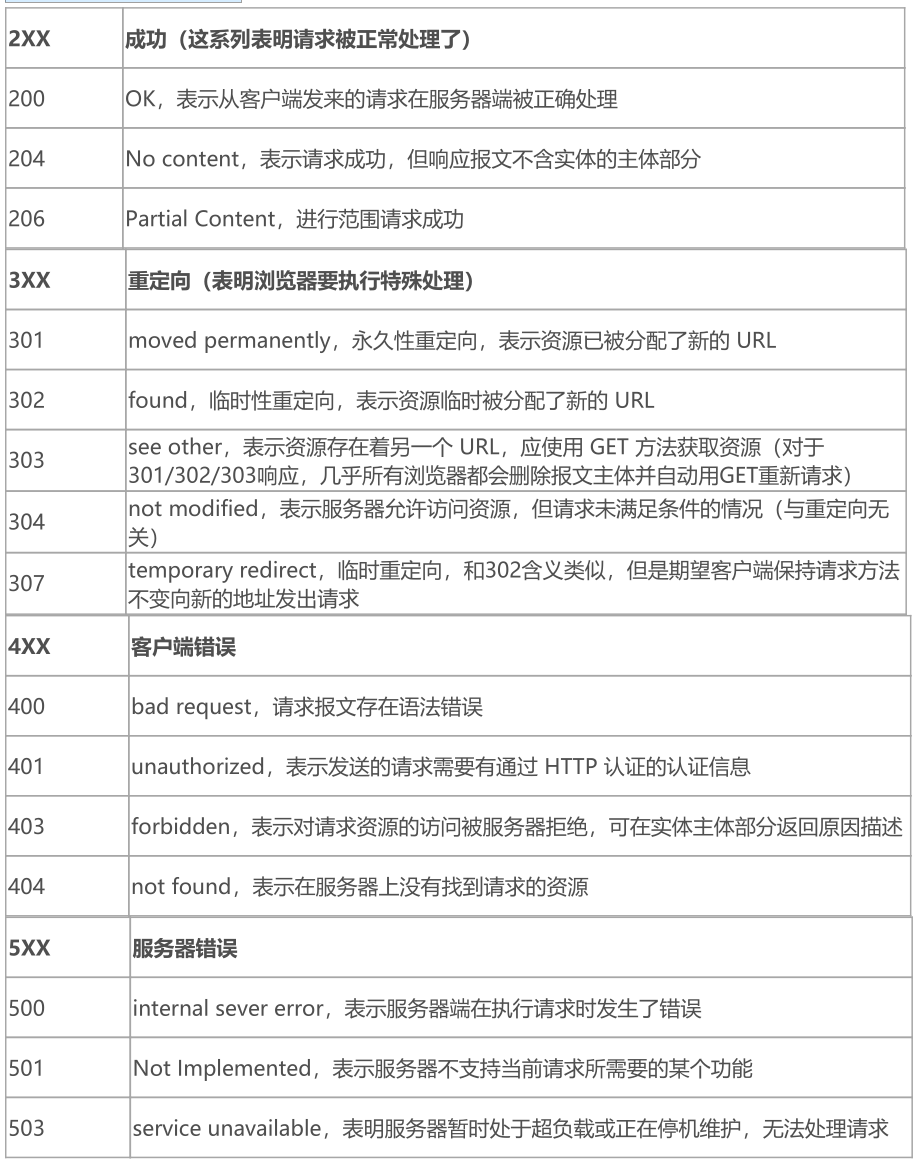 2XX 成功（这系列表明请求被正常处理了）
200 OK，表示从客户端发来的请求在服务器端被正确处理
204 No content，表示请求成功，但响应报文不含实体的主体部分
206 Partial Content，进行范围请求成功
3XX 重定向（表明浏览器要执行特殊处理）
301 moved permanently，永久性重定向，表示资源已被分配了新的 URL
302 found，临时性重定向，表示资源临时被分配了新的 URL
303 see other，表示资源存在着另一个 URL，应使用 GET 方法获取资源（对于
301/302/303响应，几乎所有浏览器都会删除报文主体并自动用GET重新请求）
304 not modified，表示服务器允许访问资源，但请求未满足条件的情况（与重定向无
关）
307 temporary redirect，临时重定向，和302含义类似，但是期望客户端保持请求方法
不变向新的地址发出请求
4XX 客户端错误
400 bad request，请求报文存在语法错误
401 unauthorized，表示发送的请求需要有通过 HTTP 认证的认证信息
403 forbidden，表示对请求资源的访问被服务器拒绝，可在实体主体部分返回原因描述
404 not found，表示在服务器上没有找到请求的资源
5XX 服务器错误
500 internal sever error，表示服务器端在执行请求时发生了错误
501 Not Implemented，表示服务器不支持当前请求所需要的某个功能
503 service unavailable，表明服务器暂时处于超负载或正在停机维护，无法处理请求